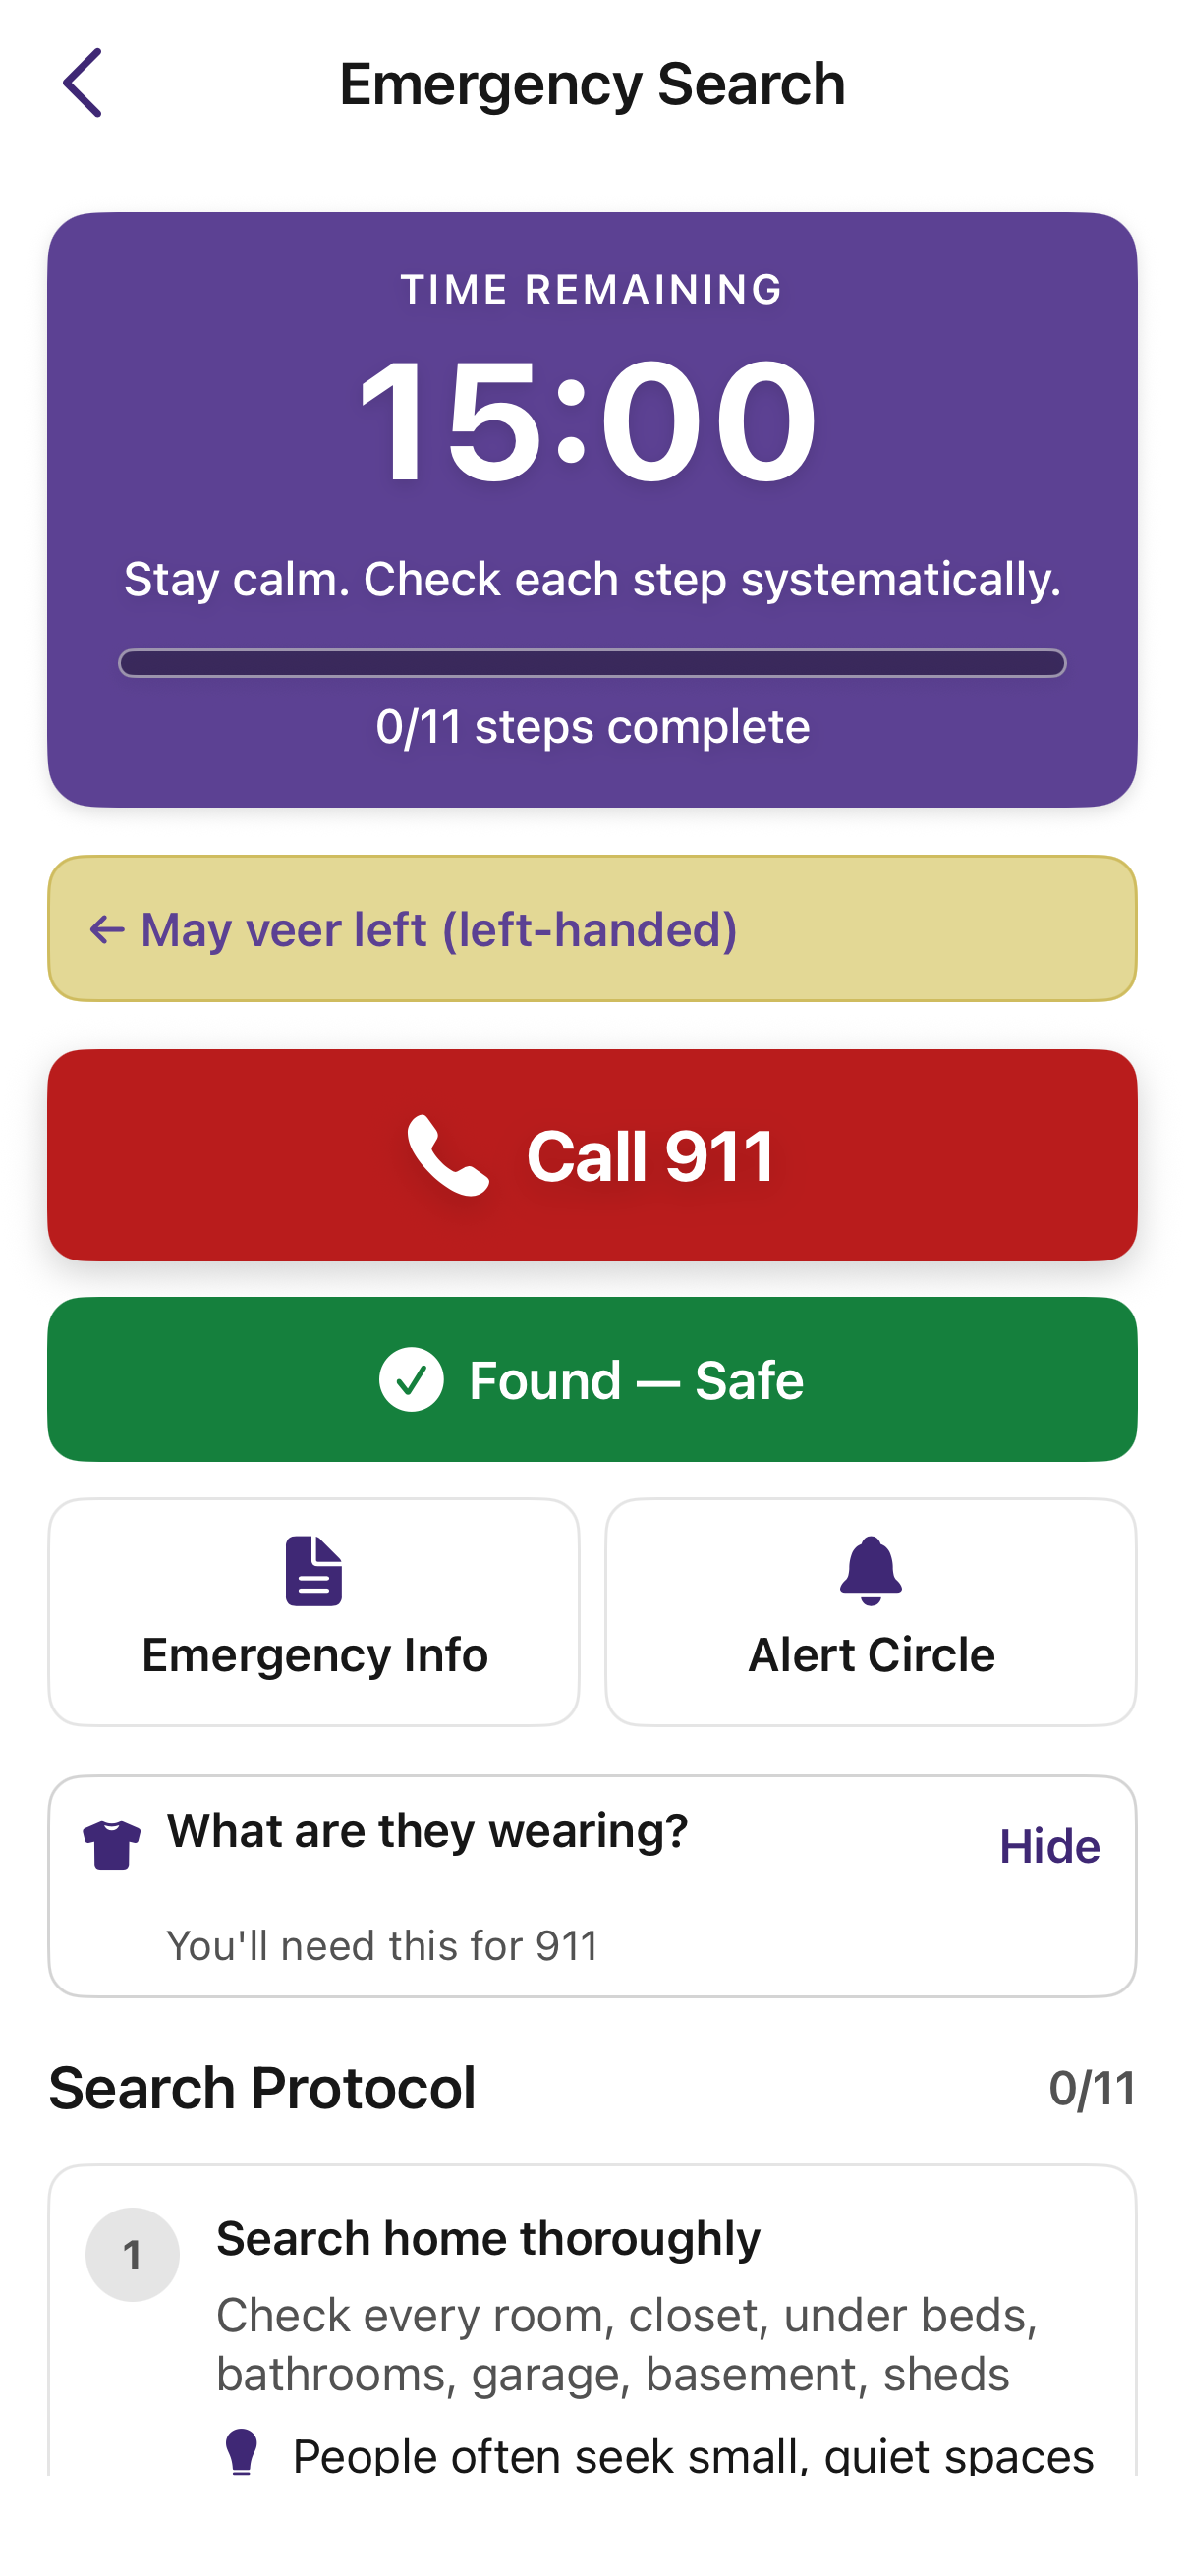 Emergency Search
TIME REMAINING
15:00
Stay calm. Check each step systematically.
0/11 steps complete
← May veer left (left-handed)
Call 911
Found — Safe
Emergency Info
Alert Circle
What are they wearing?
Hide
You'll need this for 911
Search Protocol
0/11
1
Search home thoroughly
Check every room, closet, under beds,
bathrooms, garage, basement, sheds
People often seek small, quiet spaces